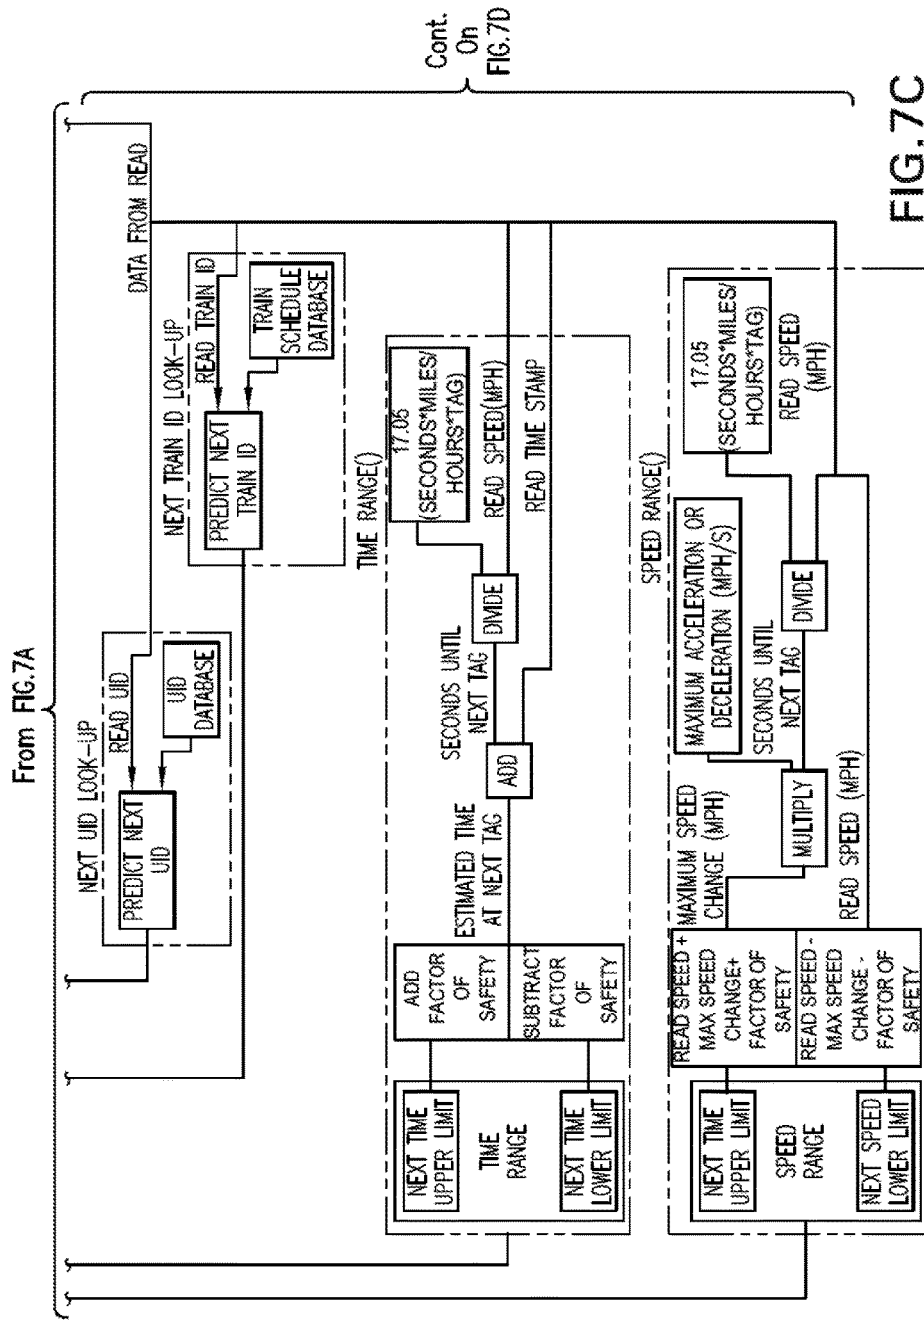 From FIG.7A
Cont.
On
FIG.7D
DATA FROM READ
NEXT UID LOOK-UP
PREDICT NEXT
UID
READ UID
UID
DATABASE
NEXT TRAIN ID LOOK-UP
PREDICT NEXT
TRAIN ID
READ TRAIN ID
TRAIN
SCHEDULE
DATABASE
TIME RANGE()
NEXT TIME
UPPER LIMIT
TIME
RANGE
NEXT TIME
LOWER LIMIT
ADD
FACTOR
OF
SAFETY
SUBTRACT
FACTOR
OF
SAFETY
ESTIMATED TIME
AT NEXT TAG
ADD
SECONDS UNTIL
NEXT TAG
DIVIDE
17.05
(SECONDS*MILES/
HOURS*TAG)
READ SPEED(MPH)
READ TIME STAMP
SPEED RANGE()
NEXT TIME
UPPER LIMIT
SPEED
RANGE
NEXT SPEED
LOWER LIMIT
READ SPEED +
MAX SPEED
CHANGE+
FACTOR OF
SAFETY
READ SPEED -
MAX SPEED
CHANGE -
FACTOR OF
SAFETY
MAXIMUM SPEED
CHANGE (MPH)
MULTIPLY
READ SPEED (MPH)
MAXIMUM ACCELERATION OR
DECELERATION (MPH/S)
SECONDS UNTIL
NEXT TAG
DIVIDE
17.05
(SECONDS*MILES/
HOURS*TAG)
READ SPEED
(MPH)
FIG.7C